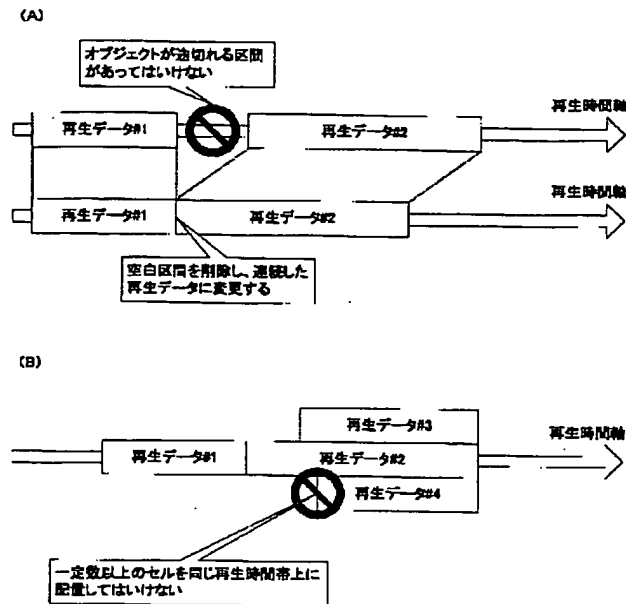 (A)
オブジェクトが途切れる区間
があってはいけない
再生時間軸
再生データ#1
再生データ#2
再生時間軸
再生データ#1
再生データ#2
空白区間を削除し、連続した
再生データに変更する
(B)
再生データ#3
再生時間軸
再生データ#1
再生データ#2
再生データ#4
一定数以上のセルを同じ再生時間帯上に
配置してはいけない